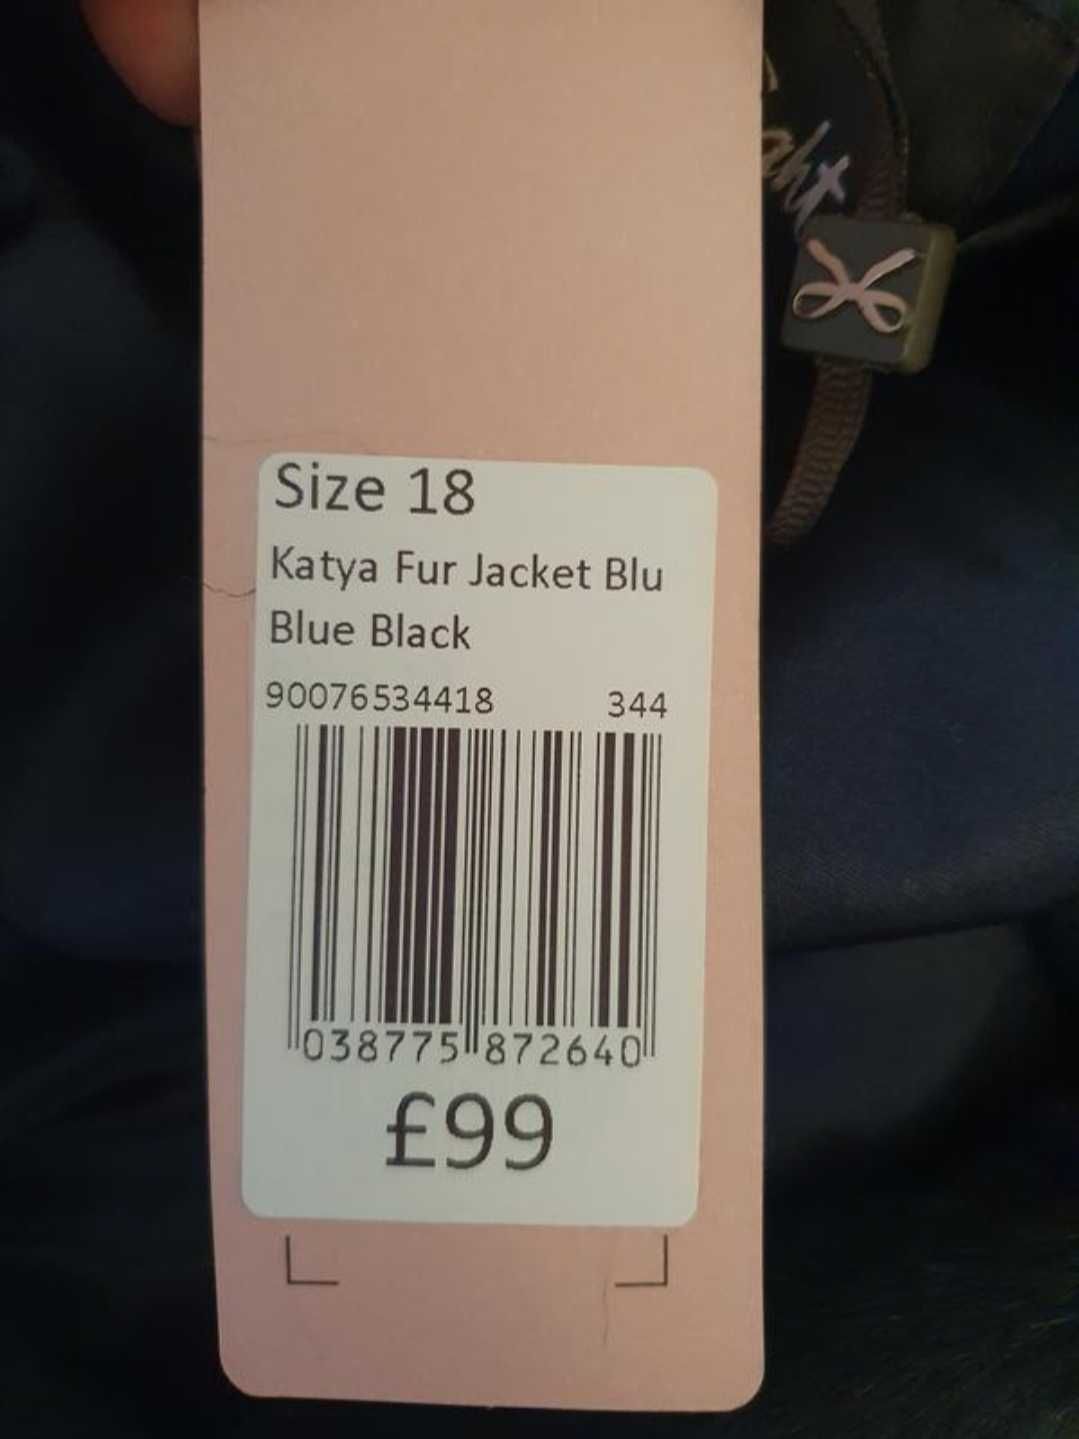 Size 18
Katya Fur Jacket Blu
Blue Black
90076534418 344
038775 872640
£99